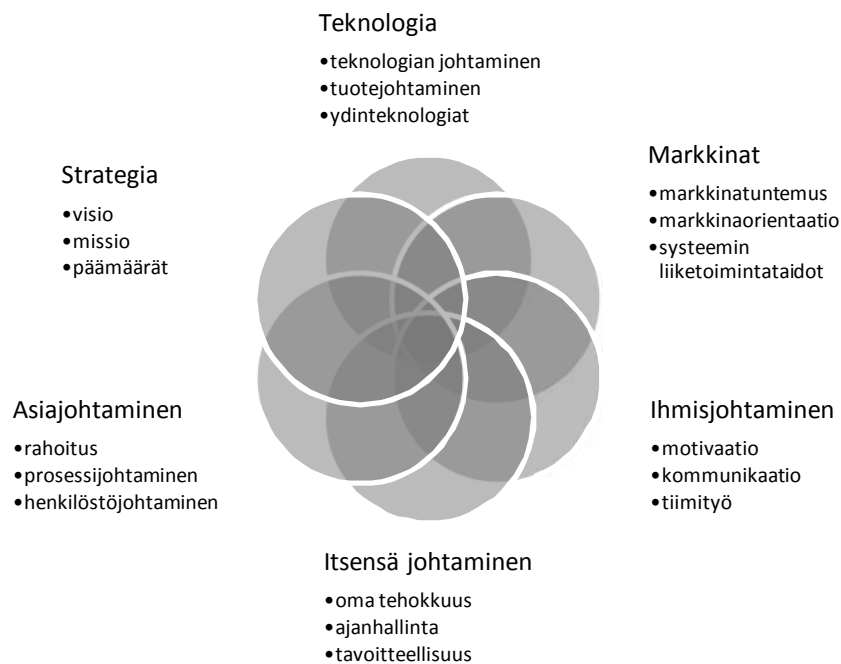 Teknologia
•teknologian johtaminen
•tuotejohtaminen
•ydinteknologiat
Markkinat
•markkinatuntemus
•markkinaorientaatio
•systeemin
liiketoimintataidot
Strategia
•visio
•missio
•päämäärät
Asiajohtaminen
•rahoitus
•prosessijohtaminen
•henkilöstöjohtaminen
Ihmisjohtaminen
•motivaatio
•kommunikaatio
•tiimityö
Itsensä johtaminen
•oma tehokkuus
•ajanhallinta
•tavoitteellisuus